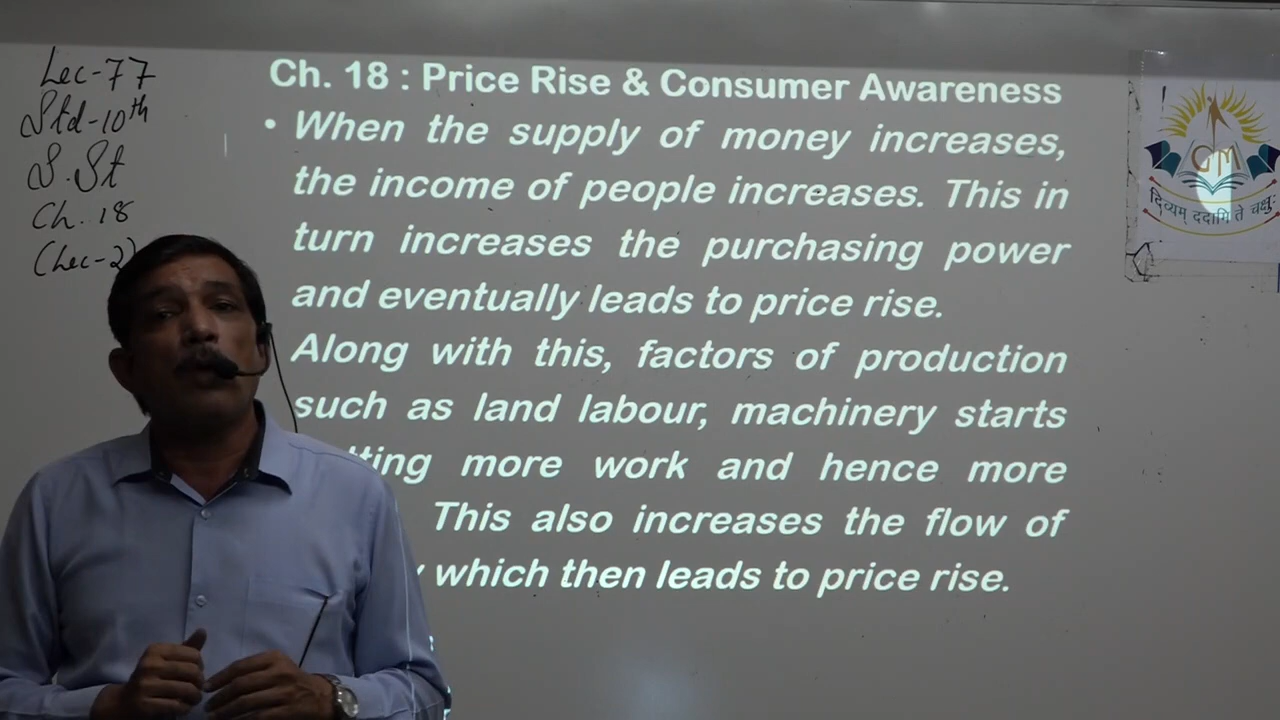 Lec-77
Std-10th
S.St
Ch. 18
(Lec-2)
Ch. 18 : Price Rise & Consumer Awareness
• When the supply of money increases,
the income of people increases. This in
turn increases the purchasing power
and eventually leads to price rise.
Along with this, factors of production
such as land labour, machinery starts
more work and hence more
This also increases the flow of
which then leads to price rise.
GM
दिव्यम् ददामि ते चक्षुः